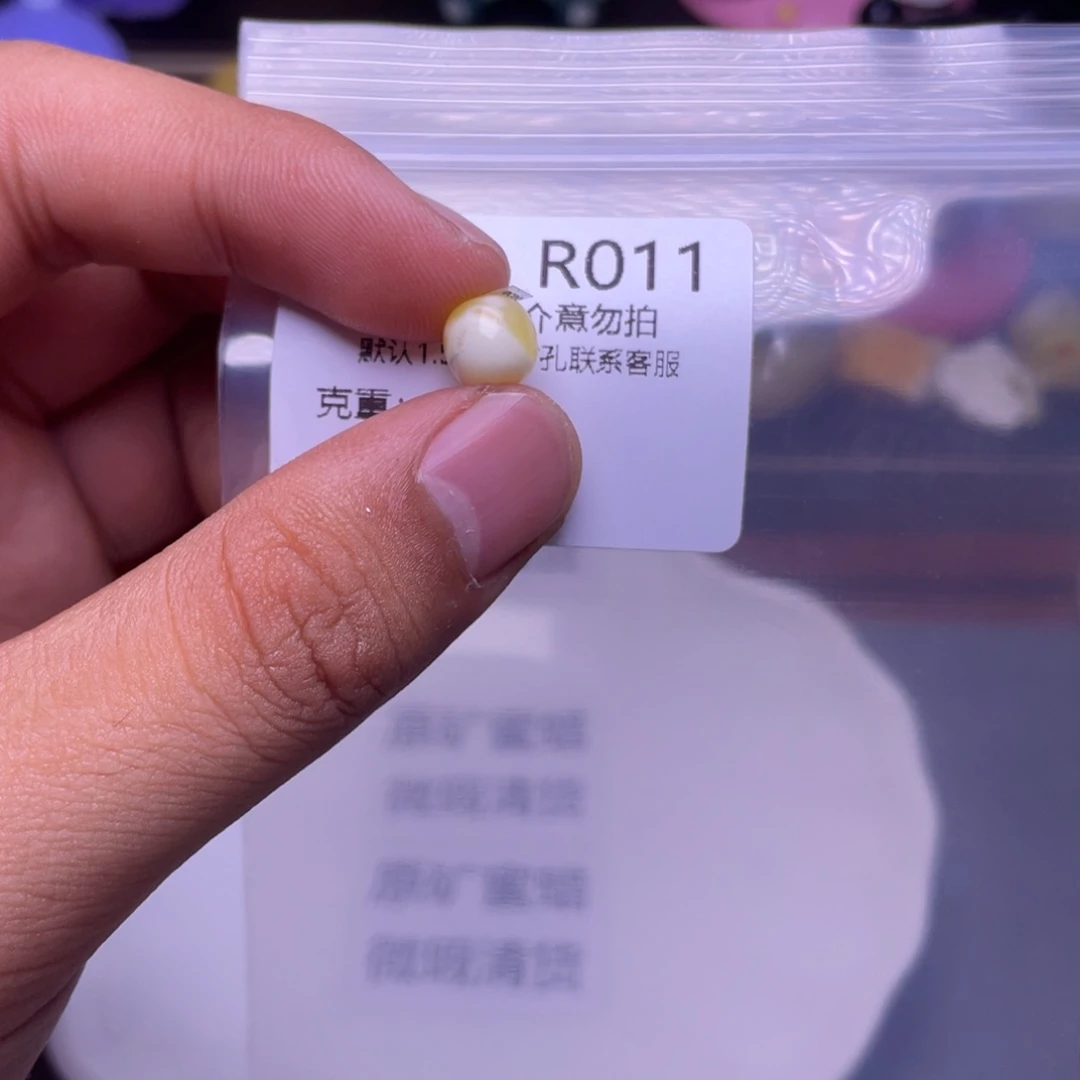 R011
个意勿拍
默认1. 孔联系客服
克重:
原矿蜜蜡
微瑕清货
原矿蜜蜡
微瑕清货